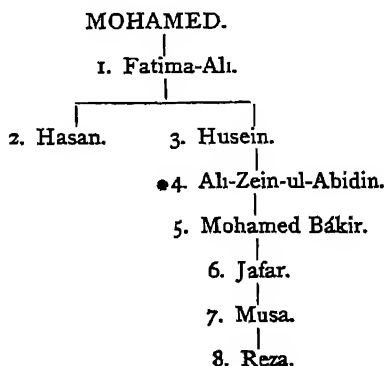 MOHAMED.
1. Fatima-Ali.
2. Hasan. 3. Husein.
4. Ali-Zein-ul-Abidin.
5. Mohamed Bákir.
6. Jafar.
7. Musa.
8. Reza.